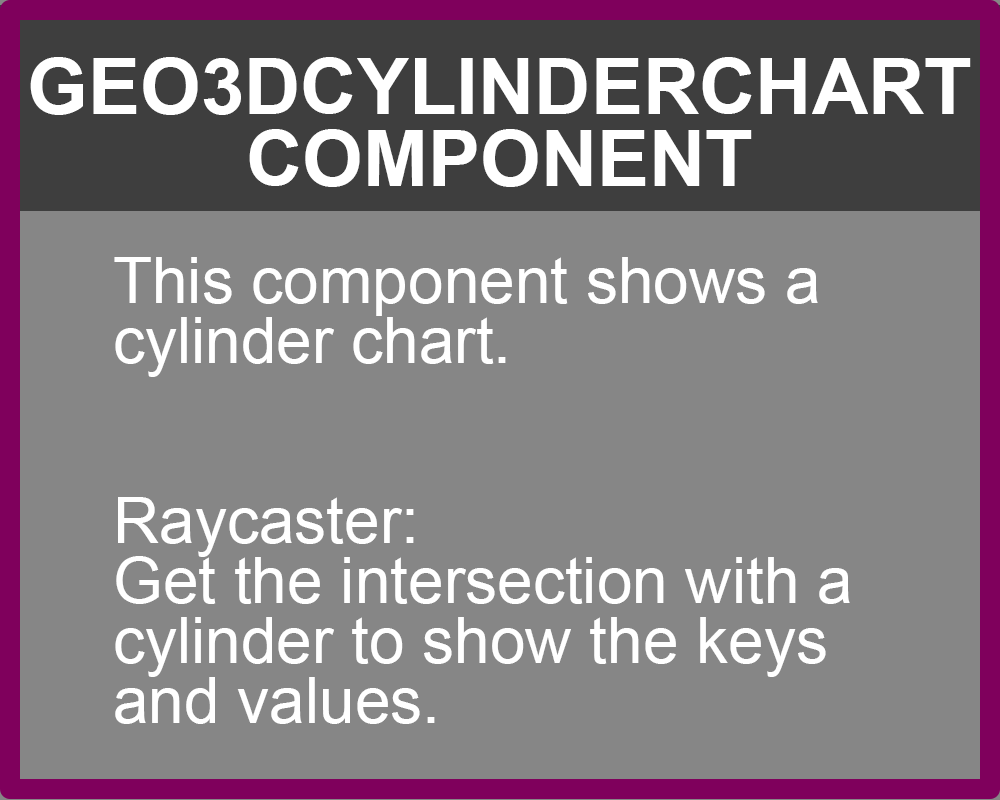 GEO3DCYLINDERCHART
COMPONENT
This component shows a
cylinder chart.
Raycaster:
Get the intersection with a
cylinder to show the keys
and values.